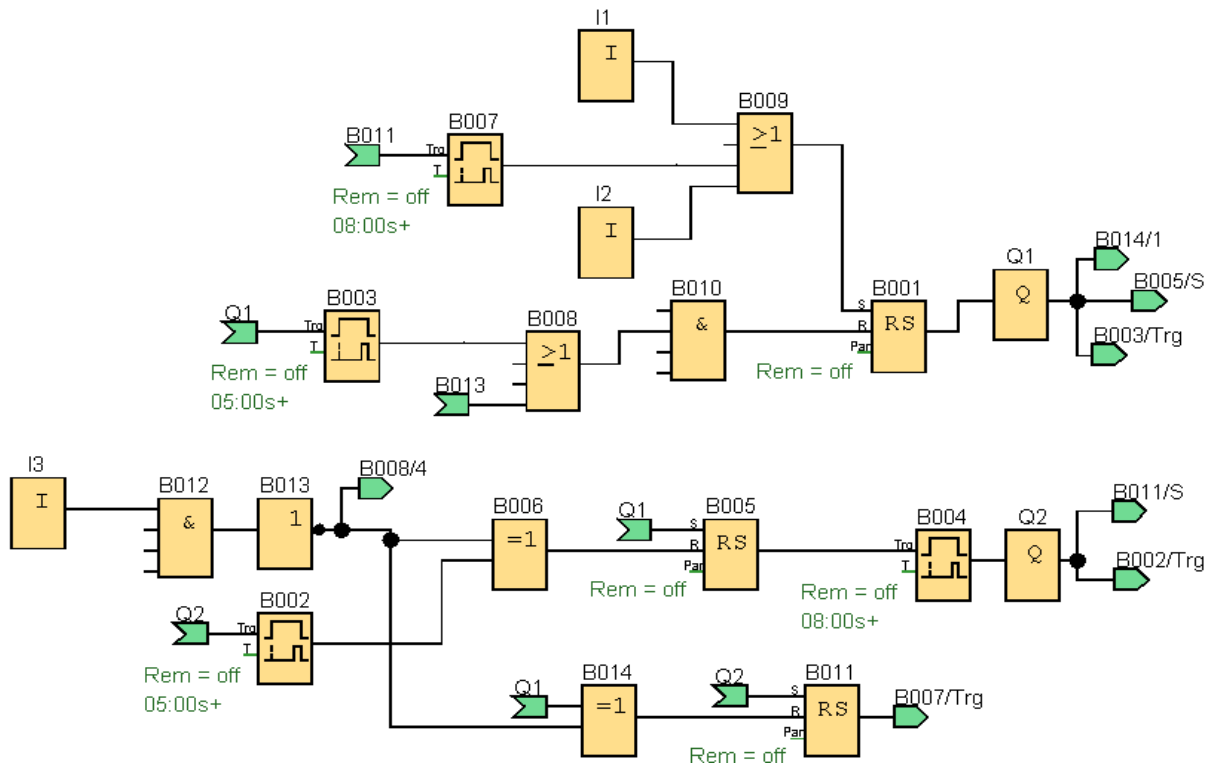 I1
I
B009
>1
B011
Trg
T
B007
Rem = off
08:00s+
I2
I
Q1
Trg
T
B003
Rem = off
05:00s+
B008
>1
B013
B010
&
B001
S
R
Par
RS
Rem = off
Q1
Q
B014/1
B005/S
B003/Trg
I3
I
B012
&
B013
1
B008/4
B006
=1
Q1
B005
S
R
Par
RS
Rem = off
B004
Trg
T
08:00s+
Rem = off
Q2
Q
B011/S
B002/Trg
Q2
Trg
T
B002
Rem = off
05:00s+
Q1
B014
=1
Q2
B011
S
R
Par
RS
Rem = off
B007/Trg